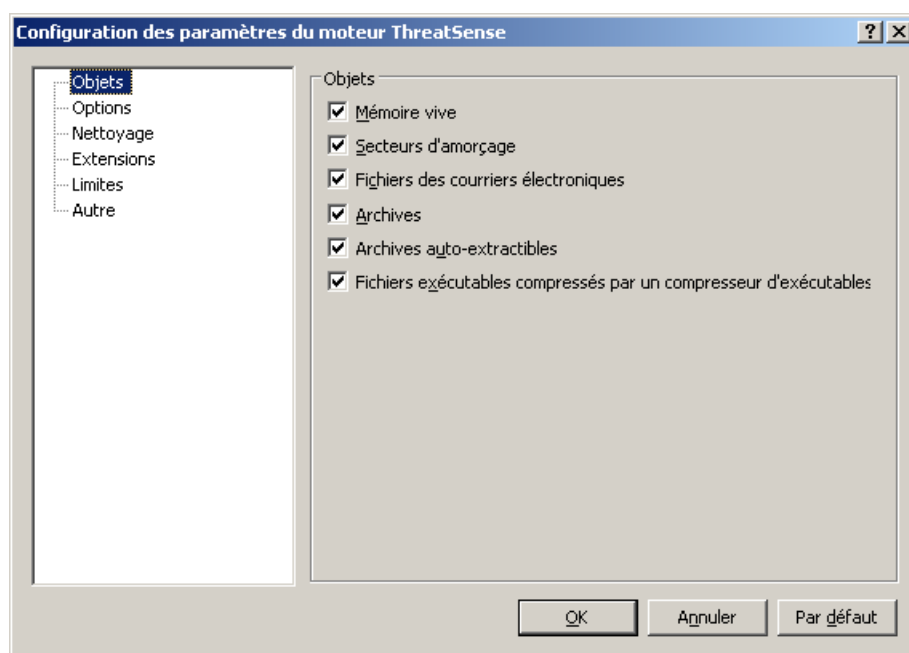 Configuration des paramètres du moteur ThreatSense
Objets
Options
Nettoyage
Extensions
Limites
Autre
Objets
Mémoire vive
Secteurs d'amorçage
Fichiers des courriers électroniques
Archives
Archives auto-extractibles
Fichiers exécutables compressés par un compresseur d'exécutables
OK
Annuler
Par défaut